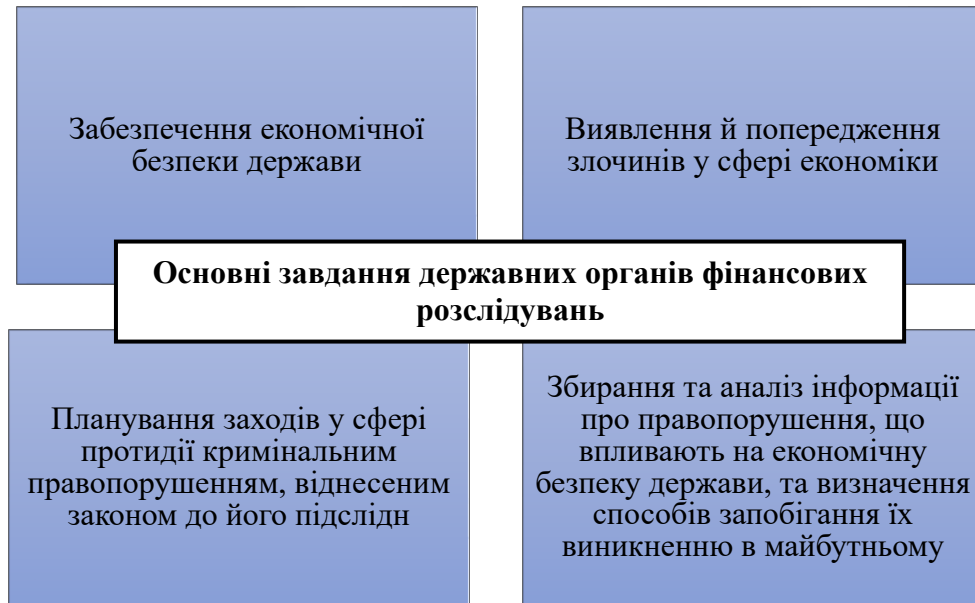 Забезпечення економічної
безпеки держави
Виявлення й попередження
злочинів у сфері економіки
Основні завдання державних органів фінансових
розслідувань
Планування заходів у сфері
протидії кримінальним
правопорушенням, віднесеним
законом до його підслідн
Збирання та аналіз інформації
про правопорушення, що
впливають на економічну
безпеку держави, та визначення
способів запобігання їх
виникненню в майбутньому